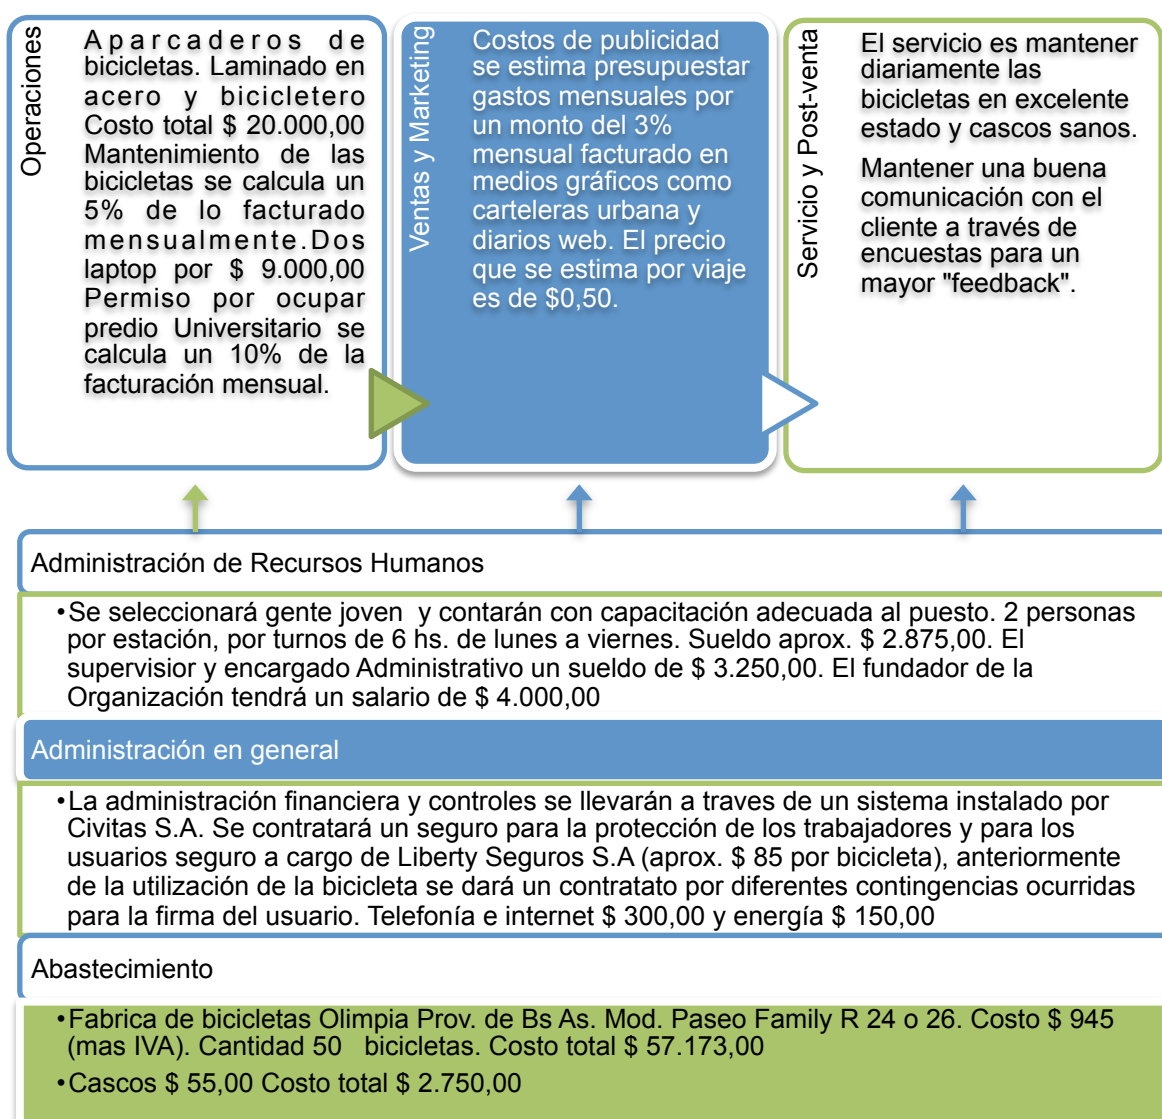 Operaciones
Aparcaderos de
bicicletas. Laminado en
acero y bicicletero
Costo total $ 20.000,00
Mantenimiento de las
bicicletas se calcula un
5% de lo facturado
mensualmente.Dos
laptop por $ 9.000,00
Permiso por ocupar
predio Universitario se
calcula un 10% de la
facturación mensual.
Ventas y Marketing
Costos de publicidad
se estima presupuestar
gastos mensuales por
un monto del 3%
mensual facturado en
medios gráficos como
carteleras urbana y
diarios web. El precio
que se estima por viaje
es de $0,50.
Servicio y Post-venta
El servicio es mantener
diariamente las
bicicletas en excelente
estado y cascos sanos.
Mantener una buena
comunicación con el
cliente a través de
encuestas para un
mayor "feedback".
Administración de Recursos Humanos
•Se seleccionará gente joven y contarán con capacitación adecuada al puesto. 2 personas
por estación, por turnos de 6 hs. de lunes a viernes. Sueldo aprox. $ 2.875,00. El
supervisior y encargado Administrativo un sueldo de $ 3.250,00. El fundador de la
Organización tendrá un salario de $ 4.000,00
Administración en general
•La administración financiera y controles se llevarán a traves de un sistema instalado por
Civitas S.A. Se contratará un seguro para la protección de los trabajadores y para los
usuarios seguro a cargo de Liberty Seguros S.A (aprox. $ 85 por bicicleta), anteriormente
de la utilización de la bicicleta se dará un contratato por diferentes contingencias ocurridas
para la firma del usuario. Telefonía e internet $ 300,00 y energía $ 150,00
Abastecimiento
•Fabrica de bicicletas Olimpia Prov. de Bs As. Mod. Paseo Family R 24 o 26. Costo $ 945
(mas IVA). Cantidad 50 bicicletas. Costo total $ 57.173,00
•Cascos $ 55,00 Costo total $ 2.750,00